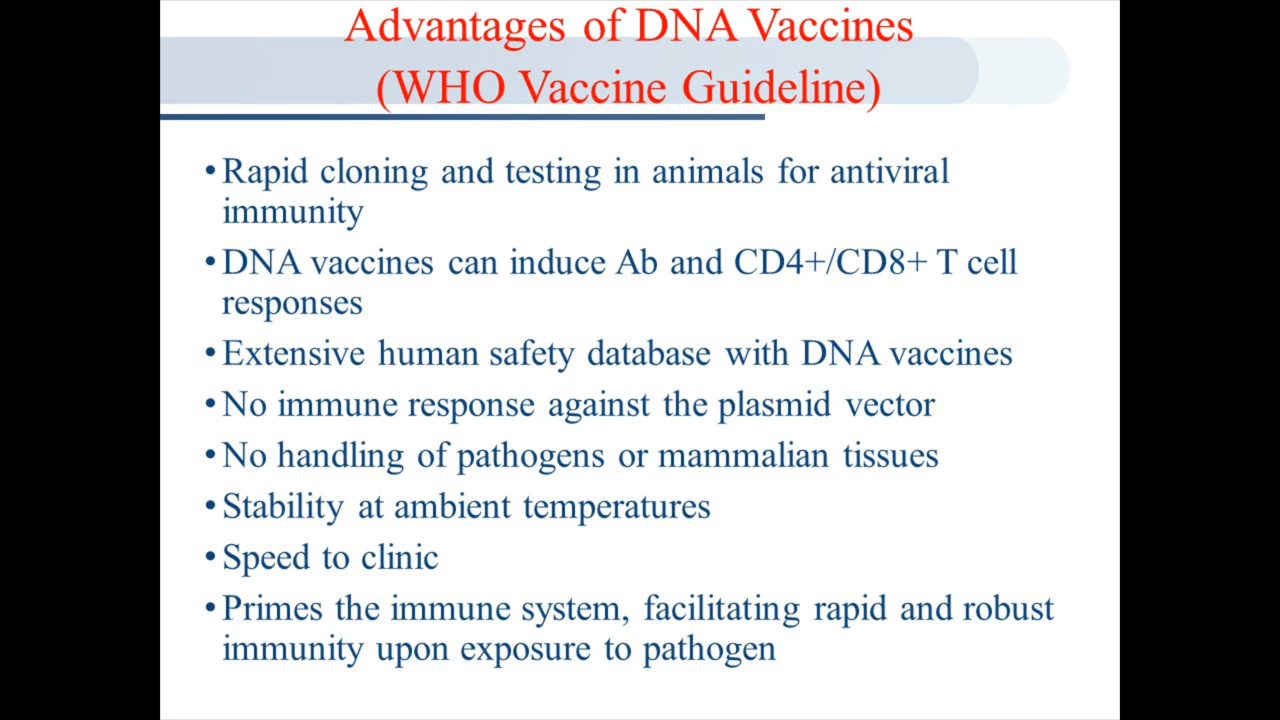 Advantages of DNA Vaccines
(WHO Vaccine Guideline)
•Rapid cloning and testing in animals for antiviral
immunity
•DNA vaccines can induce Ab and CD4+/CD8+ T cell
responses
•Extensive human safety database with DNA vaccines
•No immune response against the plasmid vector
•No handling of pathogens or mammalian tissues
•Stability at ambient temperatures
•Speed to clinic
•Primes the immune system, facilitating rapid and robust
immunity upon exposure to pathogen